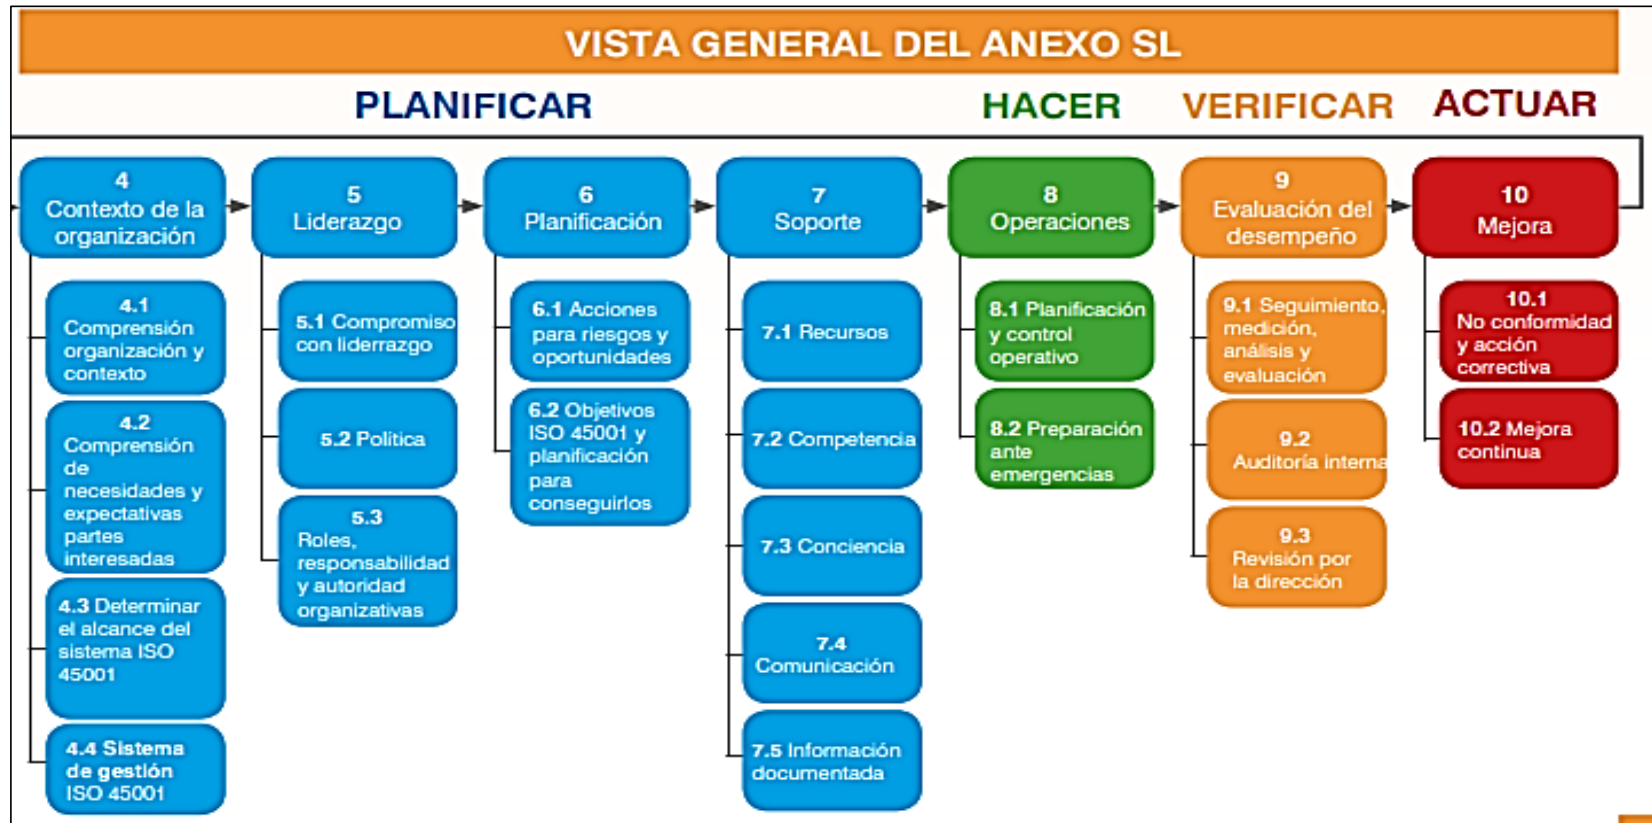 VISTA GENERAL DEL ANEXO SL
PLANIFICAR
HACER
VERIFICAR
ACTUAR
4
Contexto de la
organización
5
Liderazgo
6
Planificación
7
Soporte
8
Operaciones
9
Evaluación del
desempeño
10
Mejora
4.1
Comprensión
organización y
contexto
4.2
Comprensión
de
necesidades y
expectativas
partes
interesadas
4.3 Determinar
el alcance del
sistema ISO
45001
4.4 Sistema
de gestión
ISO 45001
5.1 Compromiso
con liderazgo
5.2 Política
5.3
Roles,
responsabilidad
y autoridad
organizativas
6.1 Acciones
para riesgos y
oportunidades
6.2 Objetivos
ISO 45001 y
planificación
para
conseguirlos
7.1 Recursos
7.2 Competencia
7.3 Conciencia
7.4
Comunicación
7.5 Información
documentada
8.1 Planificación
y control
operativo
8.2 Preparación
ante
emergencias
9.1 Seguimiento,
medición,
análisis y
evaluación
9.2
Auditoría interna
9.3
Revisión por
la dirección
10.1
No conformidad
y acción
correctiva
10.2 Mejora
continua